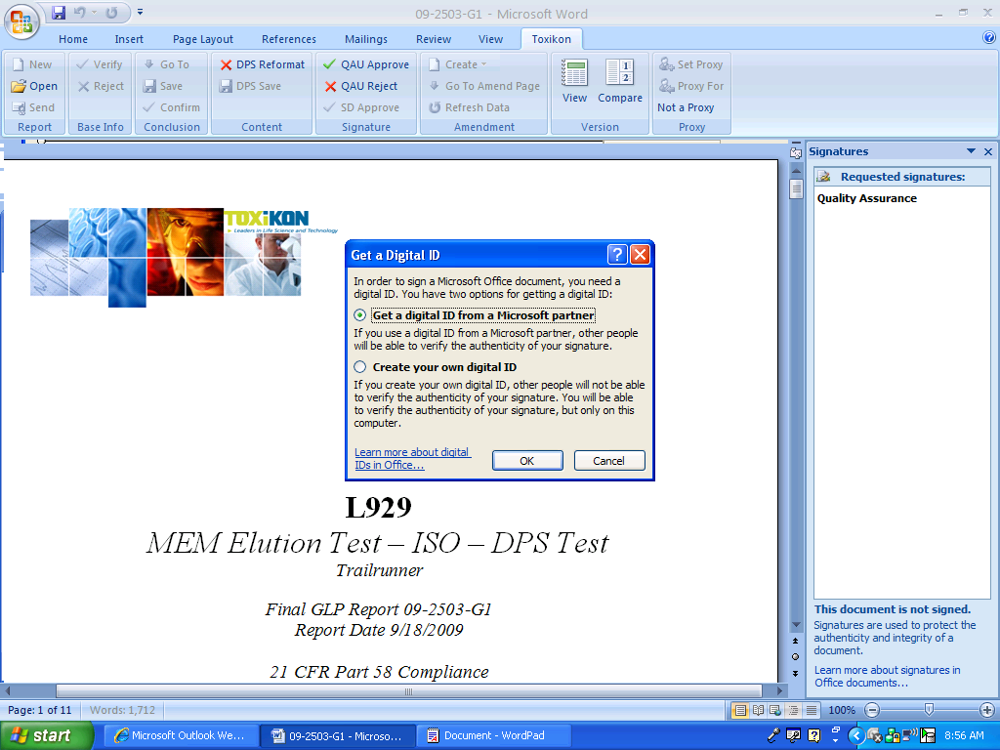 09-2503-G1 - Microsoft Word
Home Insert Page Layout References Mailings Review View Toxikon
New Verify Go To DPS Reformat QAU Approve Create Set Proxy
Open Reject Save DPS Save QAU Reject Go To Amend Page View Compare Proxy For
Send Confirm SD Approve Refresh Data Not a Proxy
Report Base Info Conclusion Content Signature Amendment Version Proxy
Signatures
Requested signatures:
Quality Assurance
TOXiKON
Leaders in Life Science and Technology
Get a Digital ID
In order to sign a Microsoft Office document, you need a
digital ID. You have two options for getting a digital ID:
Get a digital ID from a Microsoft partner
If you use a digital ID from a Microsoft partner, other people
will be able to verify the authenticity of your signature.
Create your own digital ID
If you create your own digital ID, other people will not be able
to verify the authenticity of your signature. You will be able
to verify the authenticity of your signature, but only on this
computer.
Learn more about digital
IDs in Office...
OK Cancel
L929
MEM Elution Test – ISO – DPS Test
Trailrunner
Final GLP Report 09-2503-G1
Report Date 9/18/2009
21 CFR Part 58 Compliance
This document is not signed.
Signatures are used to protect the
authenticity and integrity of a
document.
Learn more about signatures in
Office documents...
Page: 1 of 11 Words: 1,712 100%
start Microsoft Outlook We... 09-2503-G1 - Microso... Document - WordPad 8:56 AM